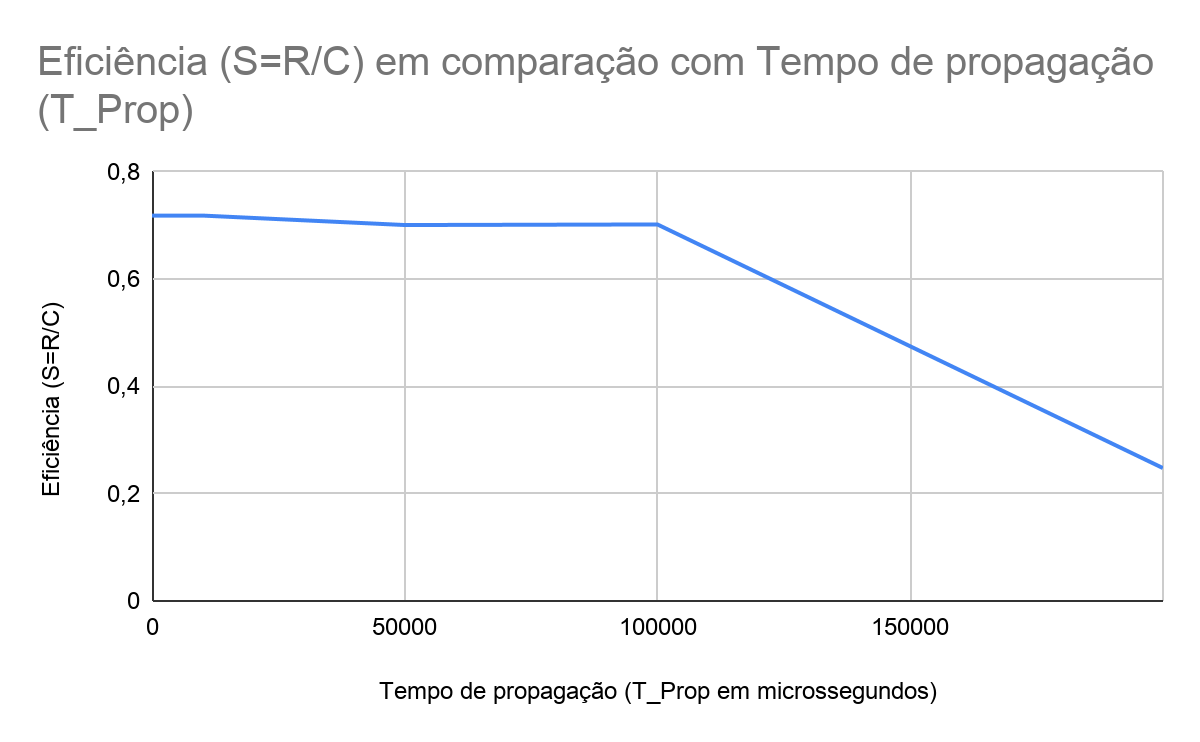 Eficiência (S=R/C) em comparação com Tempo de propagação
(T_Prop)
0,8
0,6
0,4
0,2
0
Eficiência (S=R/C)
0 50000 100000 150000
Tempo de propagação (T_Prop em microssegundos)